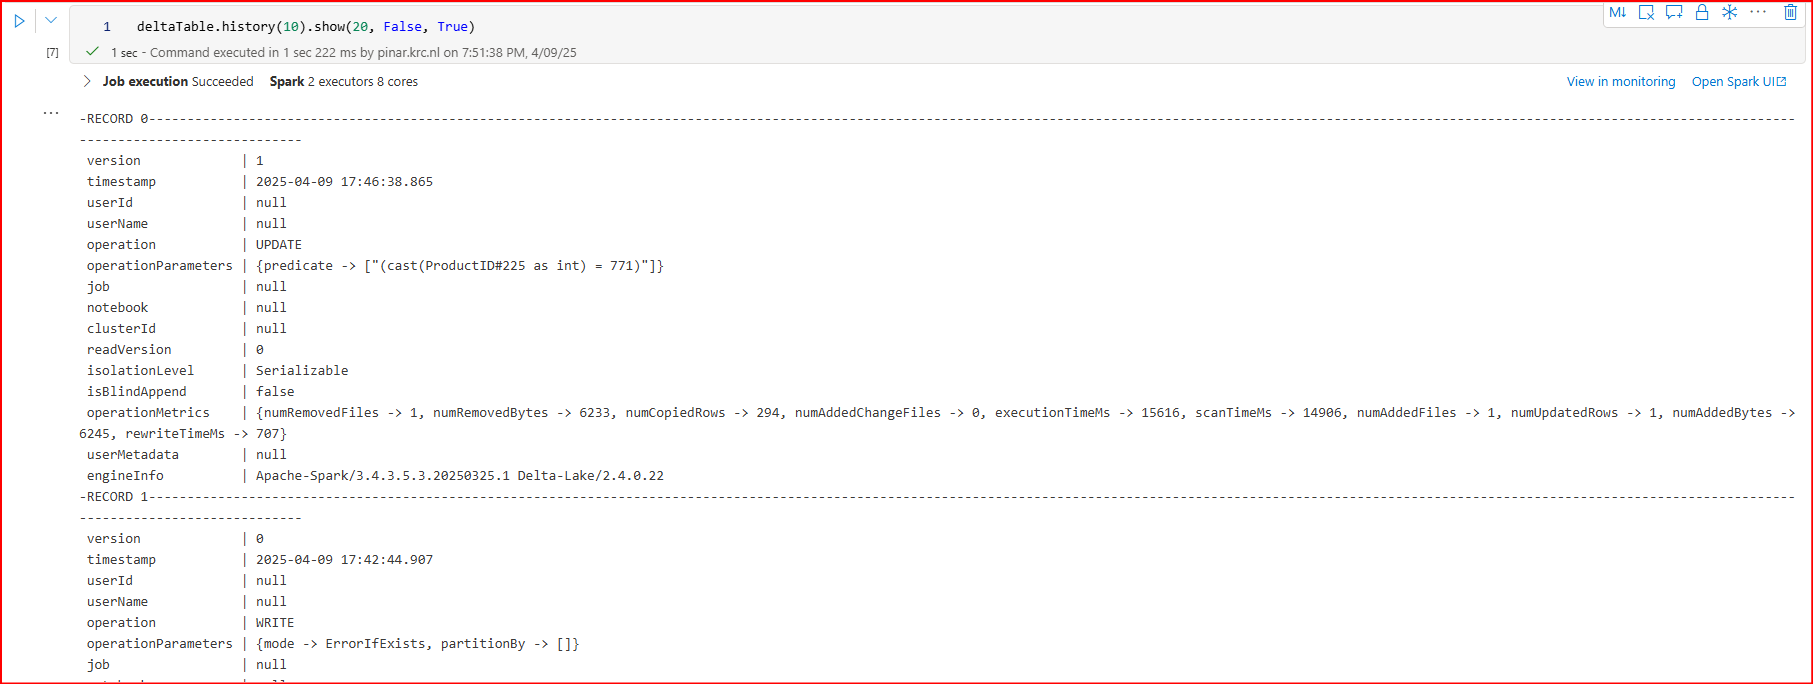 1 deltaTable.history(10).show(20, False, True)
M↓
[7] 1 sec - Command executed in 1 sec 222 ms by pinar.krc.nl on 7:51:38 PM, 4/09/25
Job execution Succeeded Spark 2 executors 8 cores View in monitoring Open Spark UI
-RECORD 0--------------------------------------------------------------------------------------------------------------------------------------------------------------------------------------------------------------------
-----------------------------
version | 1
timestamp | 2025-04-09 17:46:38.865
userId | null
userName | null
operation | UPDATE
operationParameters | {predicate -> ["(cast(ProductID#225 as int) = 771)"]}
job | null
notebook | null
clusterId | null
readVersion | 0
isolationLevel | Serializable
isBlindAppend | false
operationMetrics | {numRemovedFiles -> 1, numRemovedBytes -> 6233, numCopiedRows -> 294, numAddedChangeFiles -> 0, executionTimeMs -> 15616, scanTimeMs -> 14906, numAddedFiles -> 1, numUpdatedRows -> 1, numAddedBytes ->
6245, rewriteTimeMs -> 707}
userMetadata | null
engineInfo | Apache-Spark/3.4.3.5.3.20250325.1 Delta-Lake/2.4.0.22
-RECORD 1--------------------------------------------------------------------------------------------------------------------------------------------------------------------------------------------------------------------
-----------------------------
version | 0
timestamp | 2025-04-09 17:42:44.907
userId | null
userName | null
operation | WRITE
operationParameters | {mode -> ErrorIfExists, partitionBy -> []}
job | null